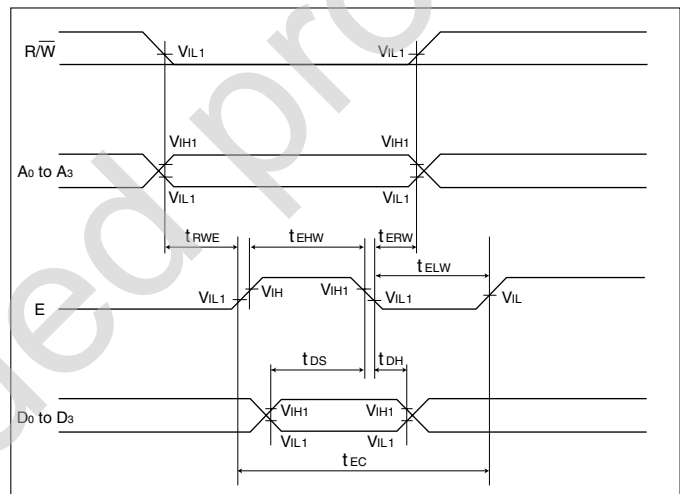 R/W̅
VIL1 VIL1
VIH1 VIH1
A0 to A3
VIL1 VIL1
tRWE tEHW tERW
tELW
VIL1 VIH VIH1 VIL1 VIL
E
tDS tDH
VIH1 VIH1
D0 to D3
VIL1 VIL1
tEC